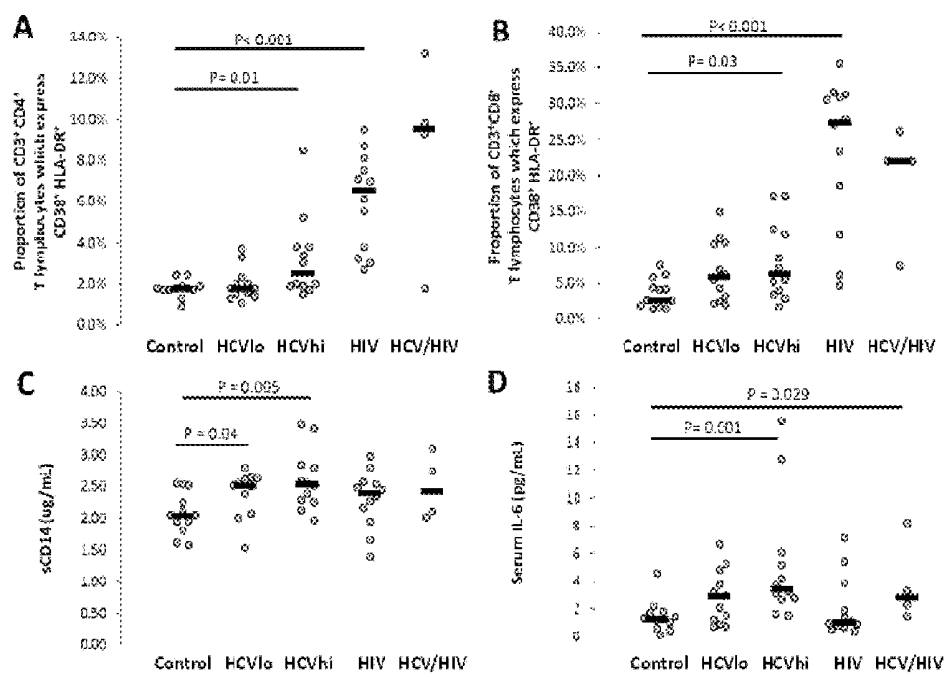 A
Proportion of CD3⁺ CD4⁺
T lymphocytes which express
CD38⁺ HLA-DR⁺
14.0%
12.0%
10.0%
8.0%
6.0%
4.0%
2.0%
0.0%
P< 0.001
P= 0.01
Control HCVlo HCVhi HIV HCV/HIV
B
Proportion of CD3⁺CD8⁺
T lymphocytes which express
CD38⁺ HLA-DR⁺
40.0%
35.0%
30.0%
25.0%
20.0%
15.0%
10.0%
5.0%
0.0%
P< 0.001
P= 0.03
Control HCVlo HCVhi HIV HCV/HIV
C
sCD14 (ug/mL)
4.00
3.50
3.00
2.50
2.00
1.50
1.00
0.50
0.00
P = 0.005
P = 0.04
Control HCVlo HCVhi HIV HCV/HIV
D
Serum IL-6 (pg/mL)
18
16
14
12
10
8
6
4
2
0
P = 0.029
P= 0.001
Control HCVlo HCVhi HIV HCV/HIV